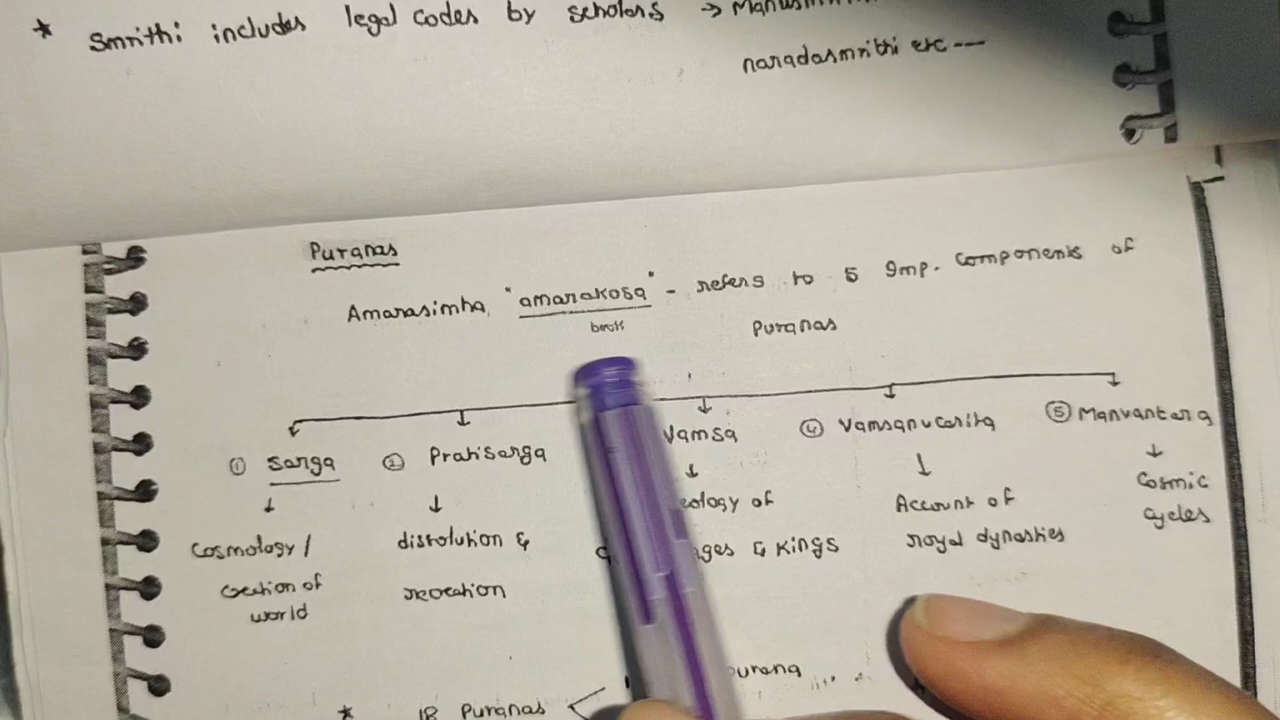 * Smrithi includes legal codes by scholars →
naradasmrithi etc ---
Puranas
Amarasimha "amarakosa" - refers to 5 Imp. components of
book
Puranas
① Sarga
② Pratisarga
Vamsa
④ Vamsanucarita
⑤ Manvantara
↓ Cosmology /
creation of
world
↓ dissolution &
recreation
↓
& Kings
↓ Account of
royal dynasties
↓ Cosmic
cycles
* 18 Puranas